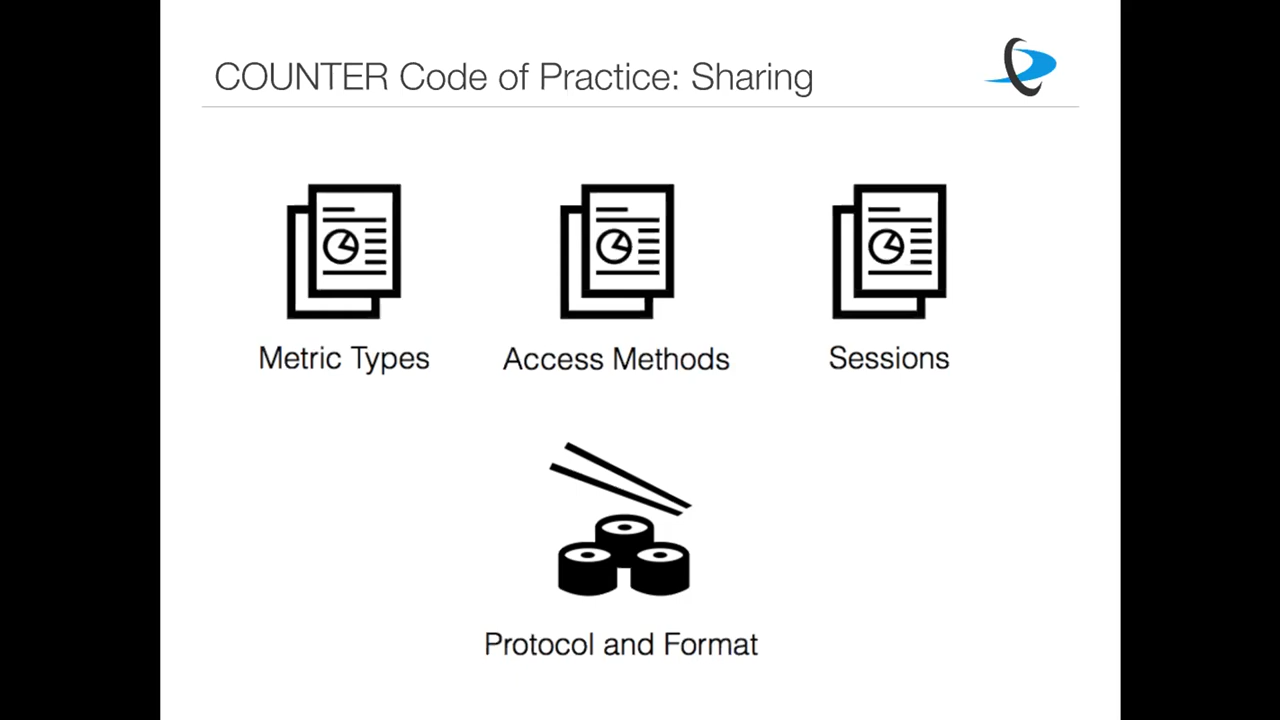 COUNTER Code of Practice: Sharing
Metric Types
Access Methods
Sessions
Protocol and Format